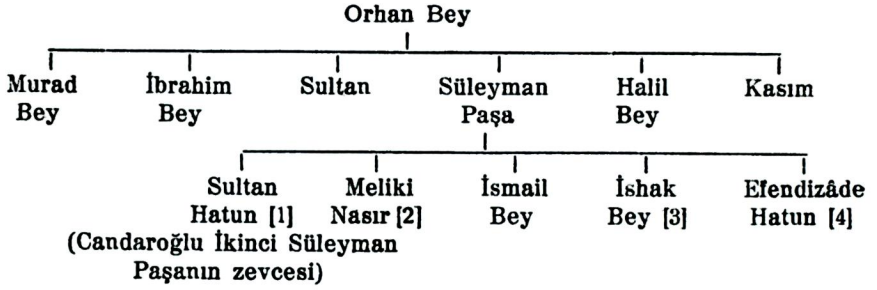 Orhan Bey
Murad İbrahim Sultan Süleyman Halil Kasım
Bey Bey Paşa Bey
Sultan Meliki İsmail İshak Efendizâde
Hatun [1] Nasır [2] Bey Bey [3] Hatun [4]
(Candaroğlu İkinci Süleyman
Paşanın zevcesi)